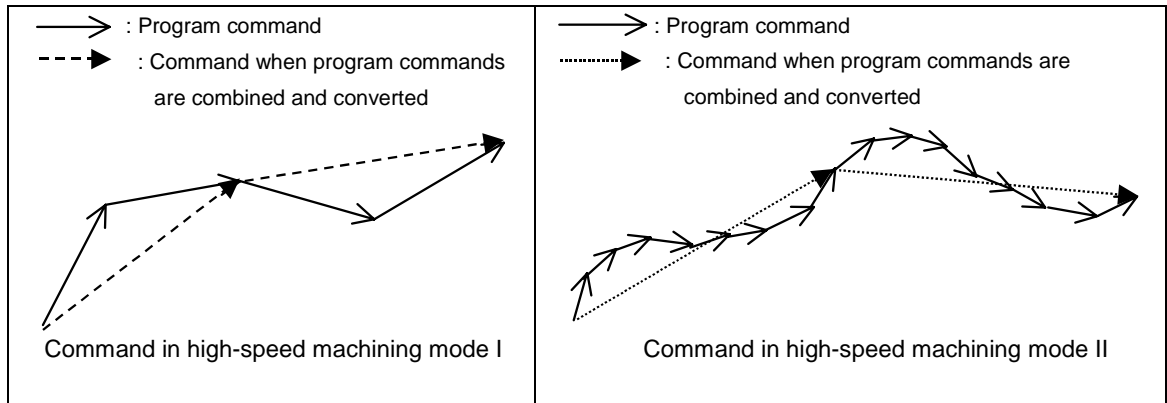 : Program command
: Command when program commands
are combined and converted
Command in high-speed machining mode I
: Program command
: Command when program commands are
combined and converted
Command in high-speed machining mode II